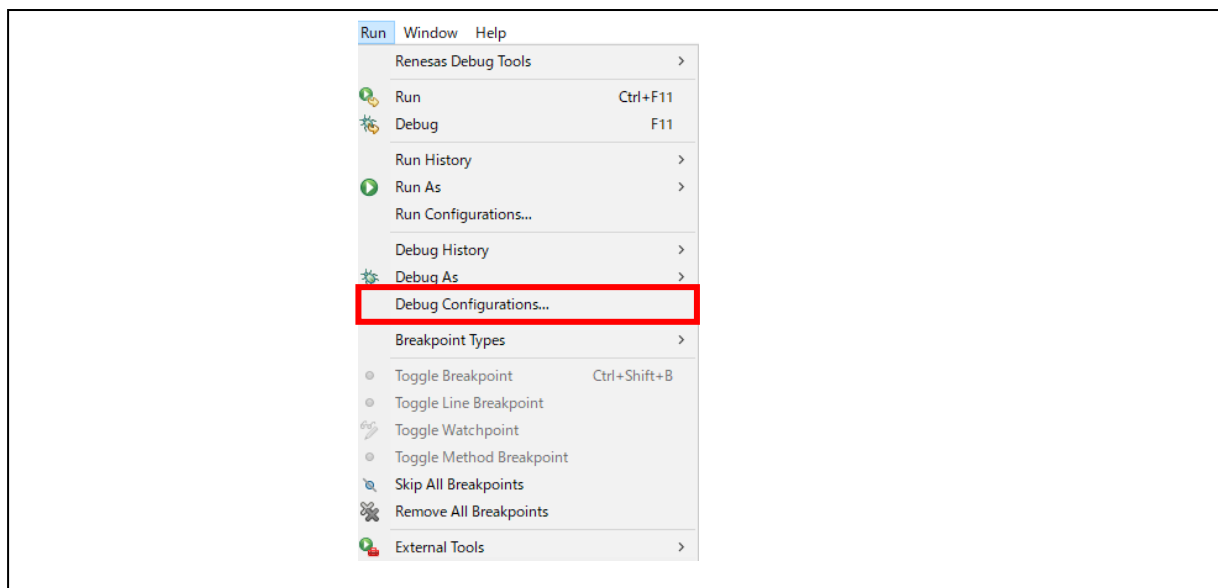 Run Window Help
Renesas Debug Tools >
Run Ctrl+F11
Debug F11
Run History >
Run As >
Run Configurations...
Debug History >
Debug As >
Debug Configurations...
Breakpoint Types >
Toggle Breakpoint Ctrl+Shift+B
Toggle Line Breakpoint
Toggle Watchpoint
Toggle Method Breakpoint
Skip All Breakpoints
Remove All Breakpoints
External Tools >